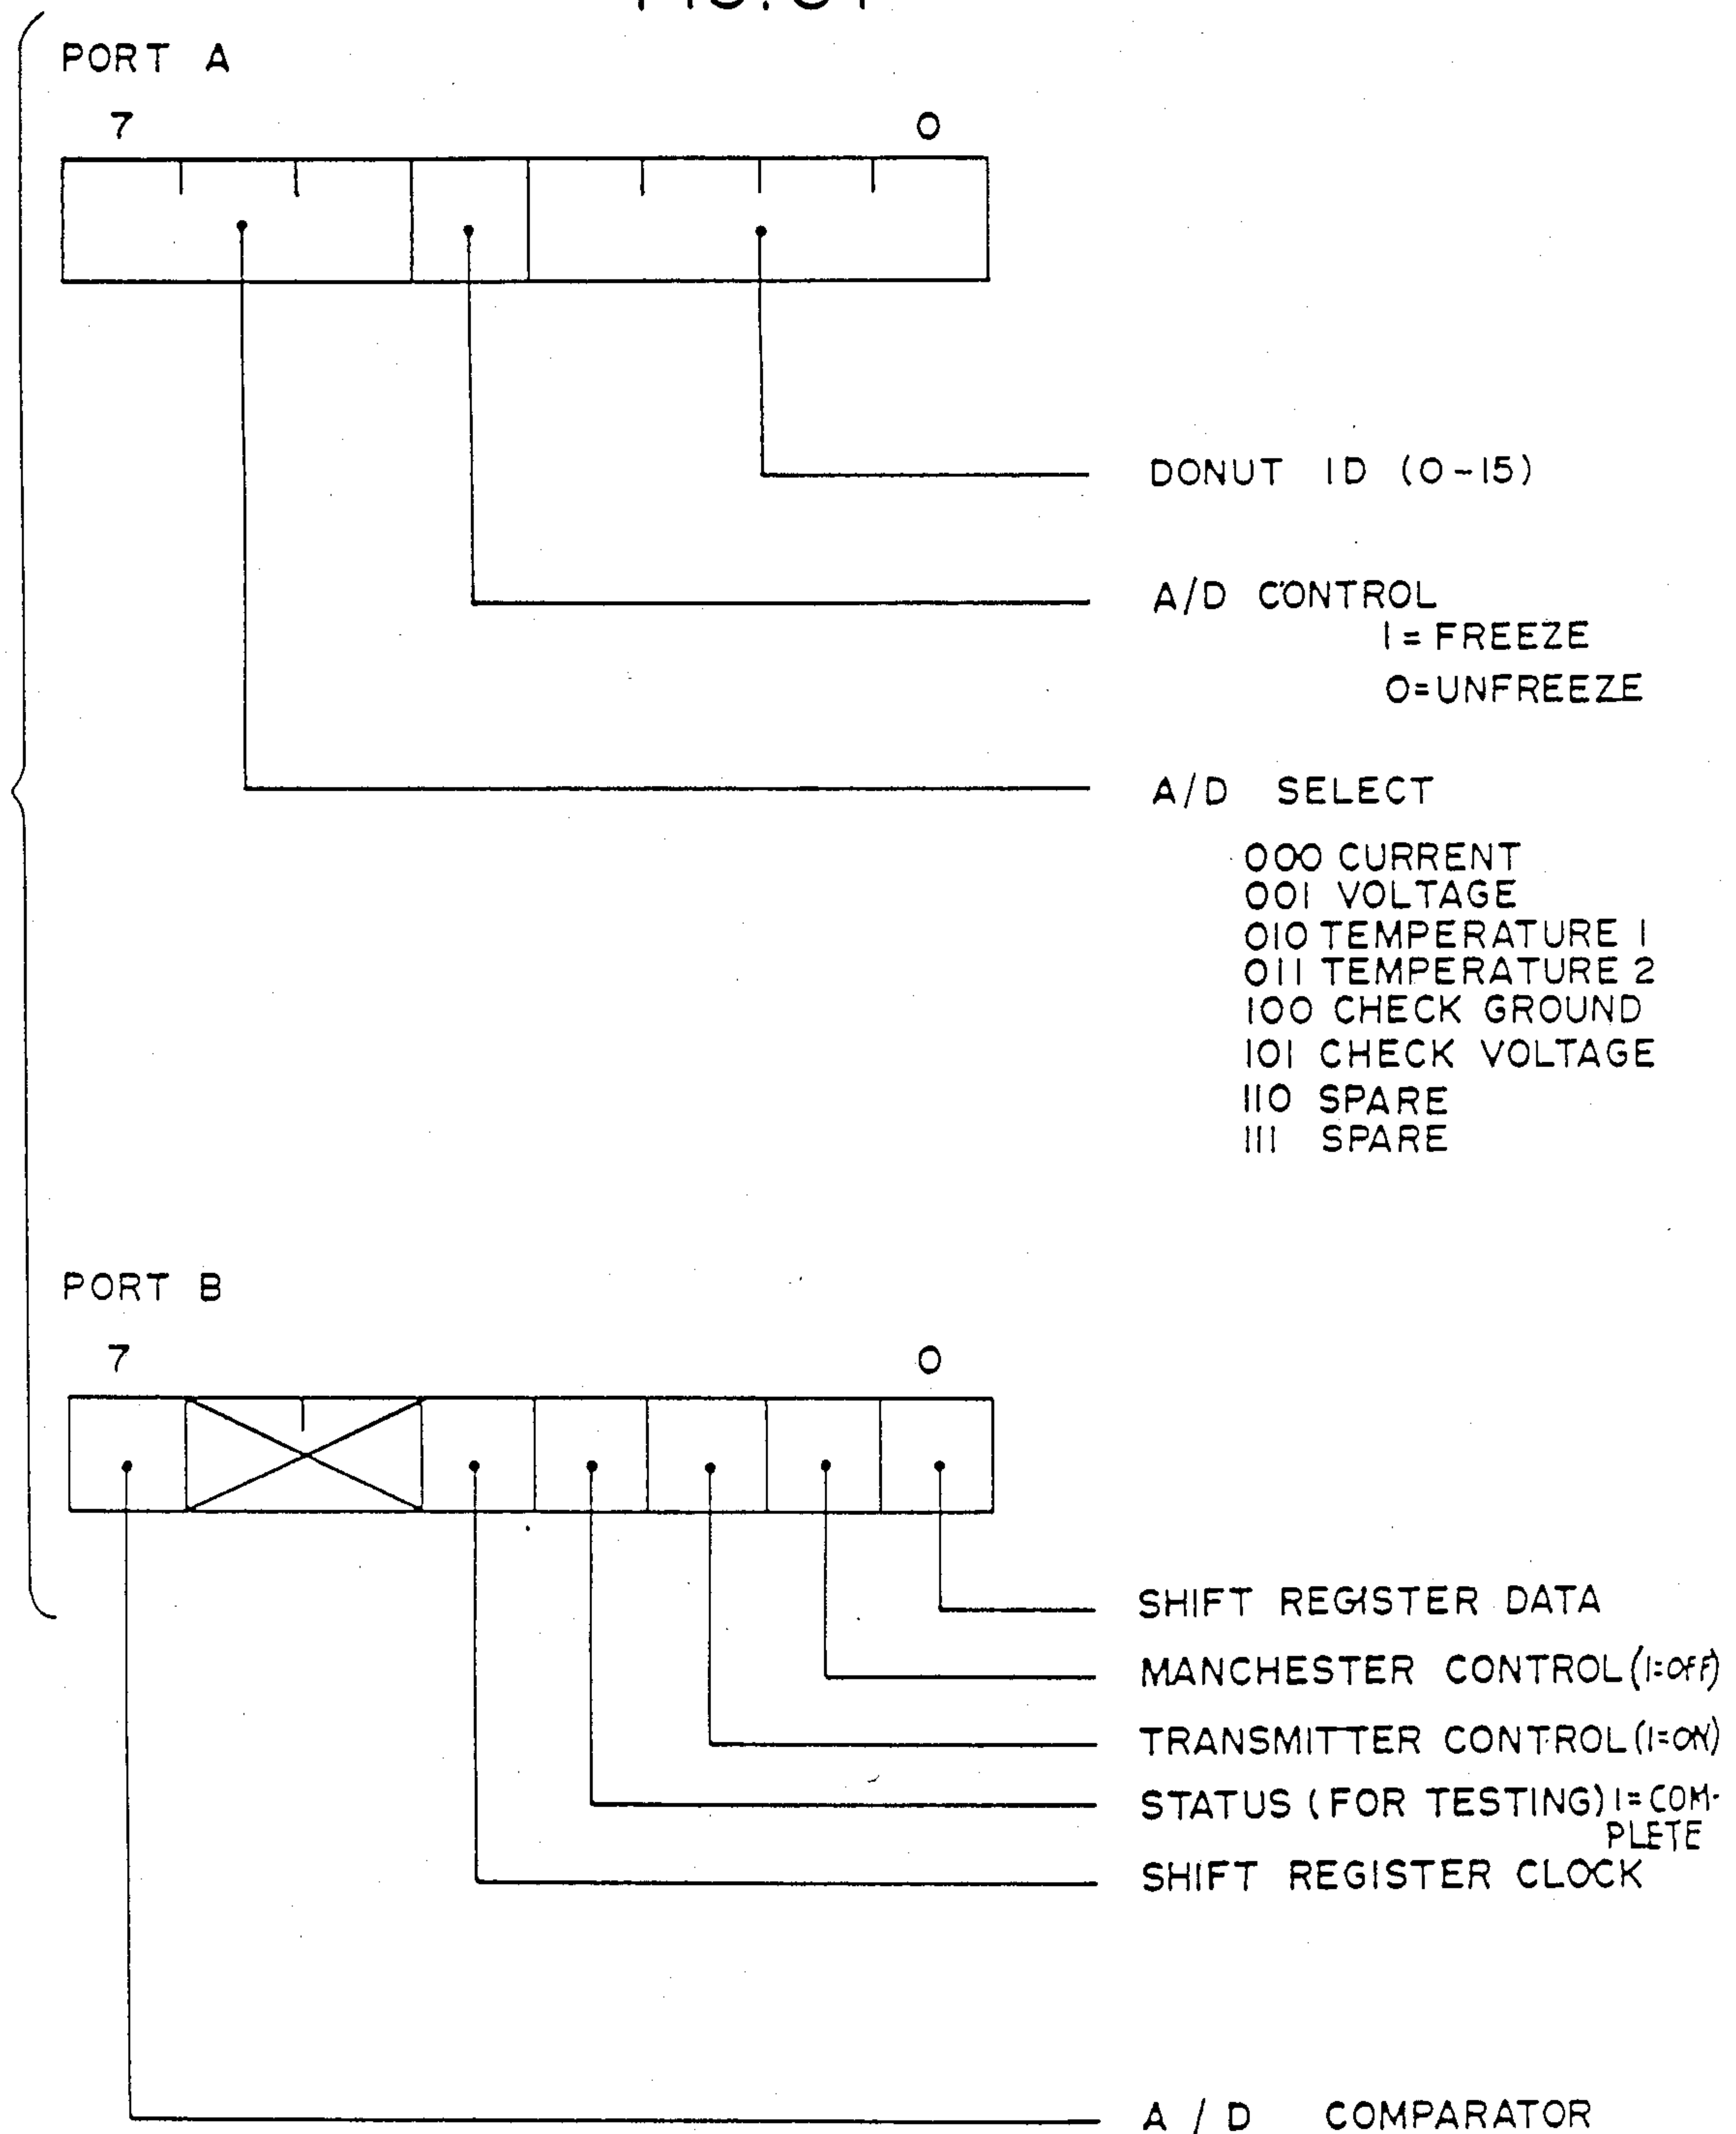 PORT A
7 0
DONUT ID (0-15)
A/D CONTROL
1 = FREEZE
0=UNFREEZE
A/D SELECT
000 CURRENT
001 VOLTAGE
010 TEMPERATURE 1
011 TEMPERATURE 2
100 CHECK GROUND
101 CHECK VOLTAGE
110 SPARE
111 SPARE
PORT B
7 0
SHIFT REGISTER DATA
MANCHESTER CONTROL (1=OFF)
TRANSMITTER CONTROL (1=ON)
STATUS (FOR TESTING) 1=COM-
PLETE
SHIFT REGISTER CLOCK
A / D COMPARATOR